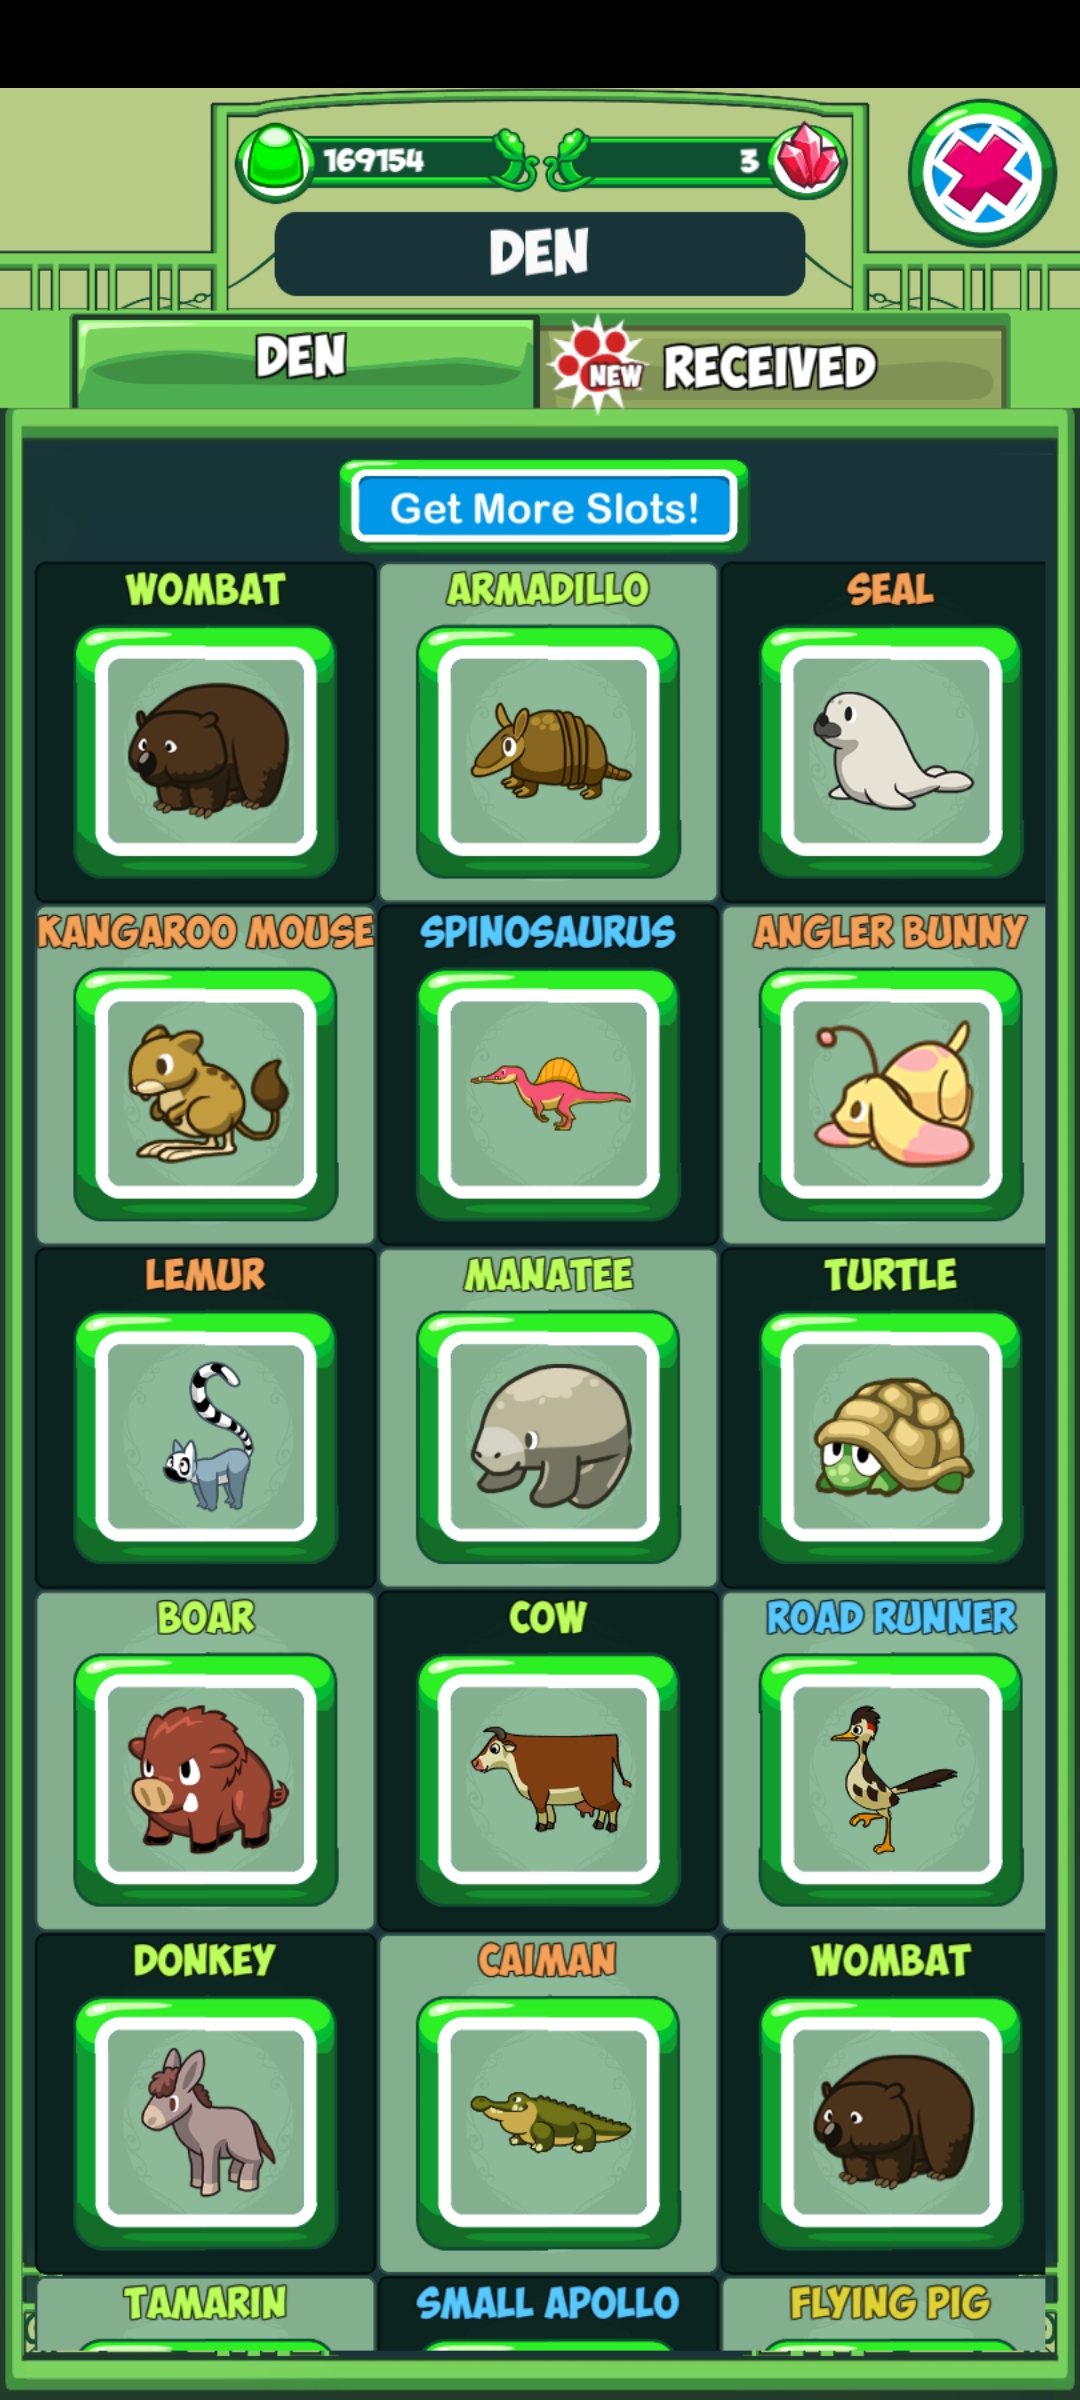 169154
3
DEN
DEN
NEW RECEIVED
Get More Slots!
WOMBAT
ARMADILLO
SEAL
KANGAROO MOUSE
SPINOSAURUS
ANGLER BUNNY
LEMUR
MANATEE
TURTLE
BOAR
COW
ROAD RUNNER
DONKEY
CAIMAN
WOMBAT
TAMARIN
SMALL APOLLO
FLYING PIG